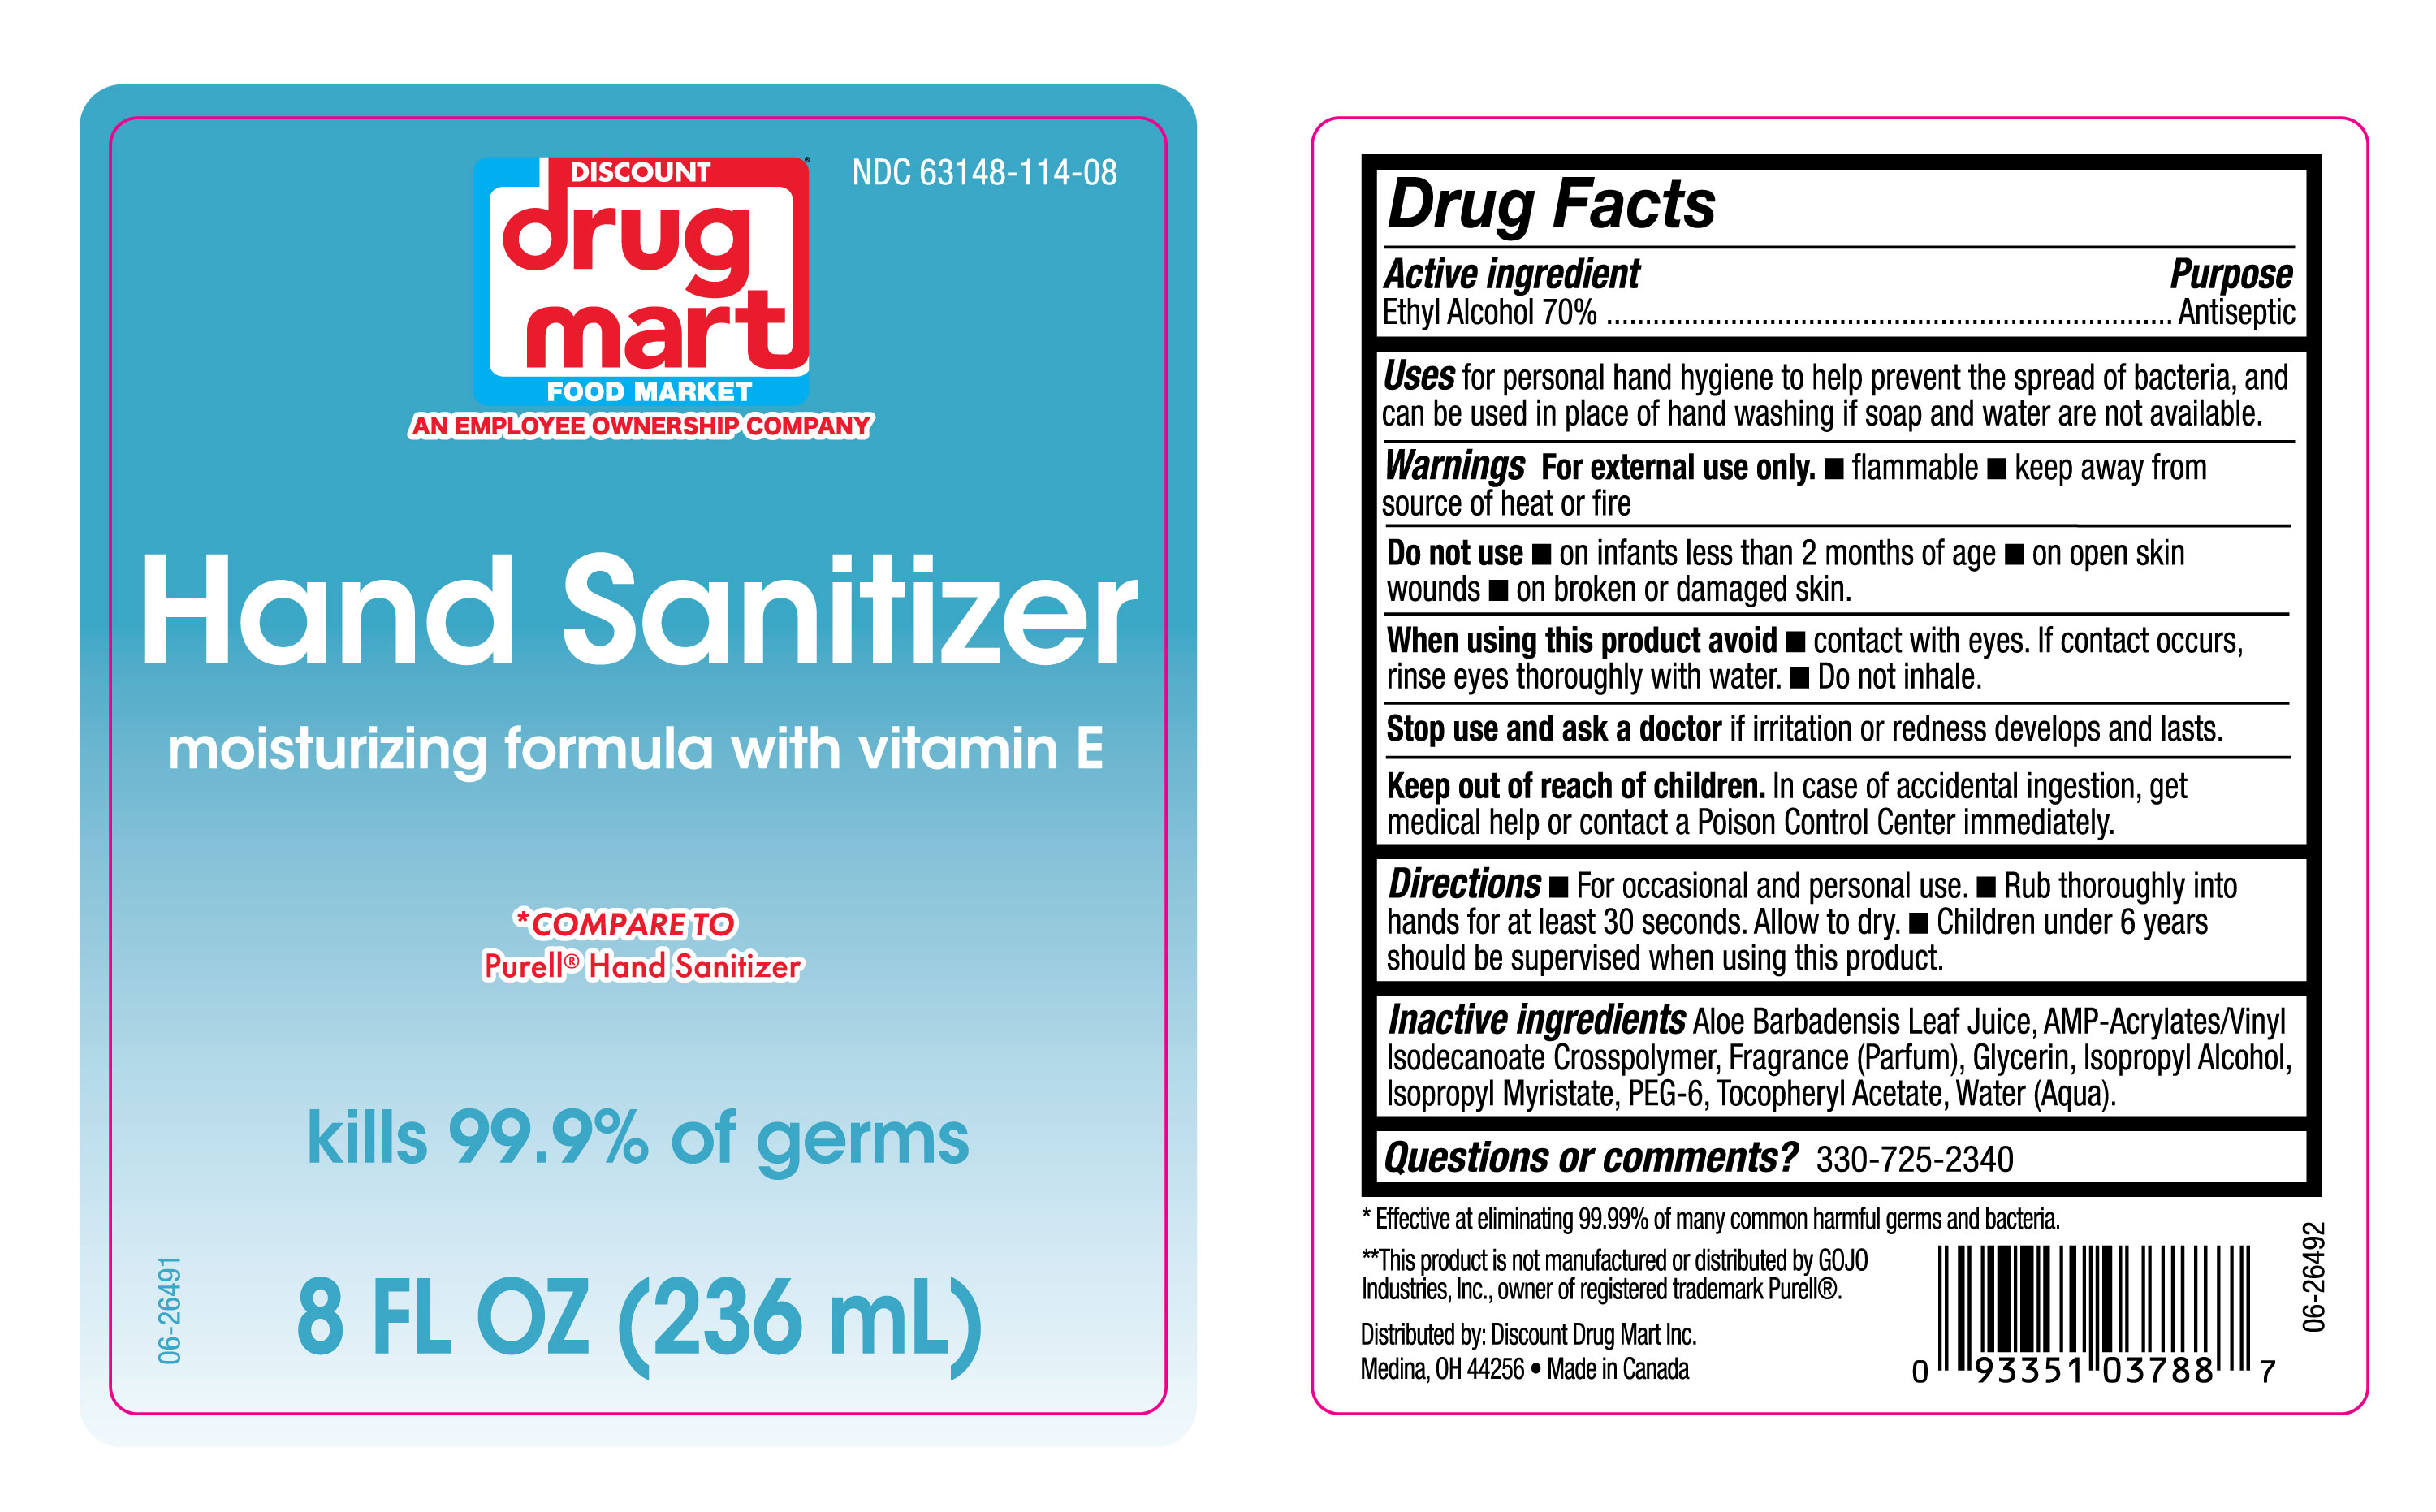 DISCOUNT
drug
mart
FOOD MARKET
AN EMPLOYEE OWNERSHIP COMPANY
NDC 63148-114-08
Hand Sanitizer
moisturizing formula with vitamin E
*COMPARE TO
Purell® Hand Sanitizer
kills 99.9% of germs
8 FL OZ (236 mL)
06-26491
Drug Facts
Active ingredient Purpose
Ethyl Alcohol 70% ........................................................................ Antiseptic
Uses for personal hand hygiene to help prevent the spread of bacteria, and
can be used in place of hand washing if soap and water are not available.
Warnings For external use only. ■ flammable ■ keep away from
source of heat or fire
Do not use ■ on infants less than 2 months of age ■ on open skin
wounds ■ on broken or damaged skin.
When using this product avoid ■ contact with eyes. If contact occurs,
rinse eyes thoroughly with water. ■ Do not inhale.
Stop use and ask a doctor if irritation or redness develops and lasts.
Keep out of reach of children. In case of accidental ingestion, get
medical help or contact a Poison Control Center immediately.
Directions ■ For occasional and personal use. ■ Rub thoroughly into
hands for at least 30 seconds. Allow to dry. ■ Children under 6 years
should be supervised when using this product.
Inactive ingredients Aloe Barbadensis Leaf Juice, AMP-Acrylates/Vinyl
Isodecanoate Crosspolymer, Fragrance (Parfum), Glycerin, Isopropyl Alcohol,
Isopropyl Myristate, PEG-6, Tocopheryl Acetate, Water (Aqua).
Questions or comments? 330-725-2340
* Effective at eliminating 99.99% of many common harmful germs and bacteria.
**This product is not manufactured or distributed by GOJO
Industries, Inc., owner of registered trademark Purell®.
Distributed by: Discount Drug Mart Inc.
Medina, OH 44256 • Made in Canada
0 93351 03788 7
06-26492